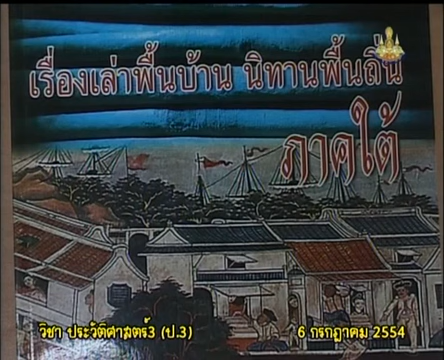 เรื่องเล่าพื้นบ้าน นิทานพื้นถิ่น
ภาคใต้
วิชา ประวัติศาสตร์3 (ป.3)
6 กรกฎาคม 2554